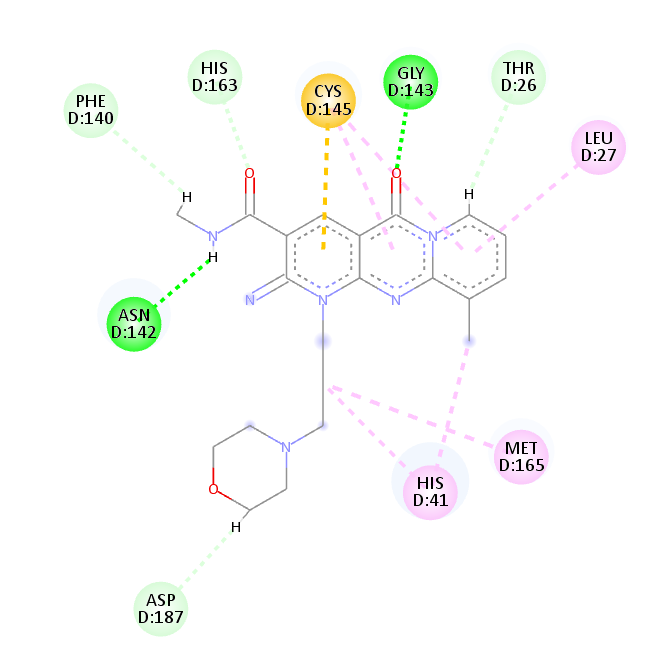 HIS
D:163
CYS
D:145
GLY
D:143
THR
D:26
PHE
D:140
LEU
D:27
O
O
H
H
N
N
H
N
N
N
ASN
D:142
N
MET
D:165
HIS
D:41
O
H
ASP
D:187